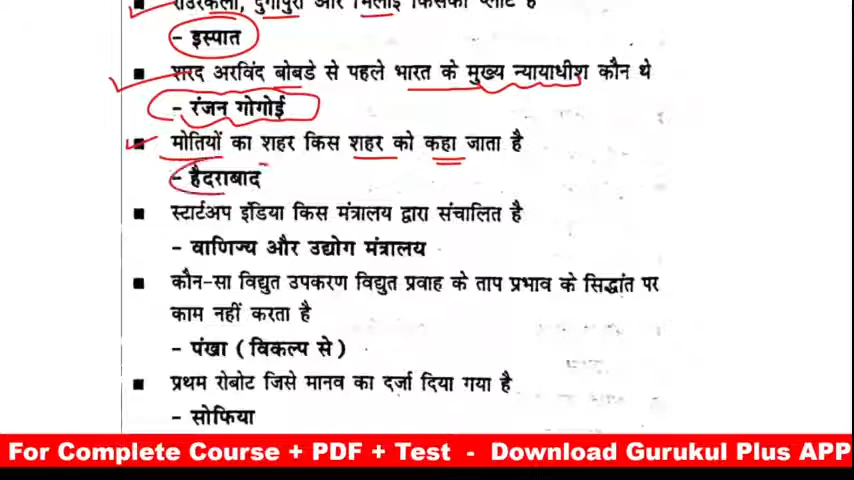 राउरकेला, दुर्गापुरा और भिलाई किसका प्लांट है
- इस्पात
शरद अरविंद बोबडे से पहले भारत के मुख्य न्यायाधीश कौन थे
- रंजन गोगोई
मोतियों का शहर किस शहर को कहा जाता है
- हैदराबाद
स्टार्टअप इंडिया किस मंत्रालय द्वारा संचालित है
- वाणिज्य और उद्योग मंत्रालय
कौन-सा विद्युत उपकरण विद्युत प्रवाह के ताप प्रभाव के सिद्धांत पर
काम नहीं करता है
- पंखा (विकल्प से)
प्रथम रोबोट जिसे मानव का दर्जा दिया गया है
- सोफिया
For Complete Course + PDF + Test - Download Gurukul Plus APP